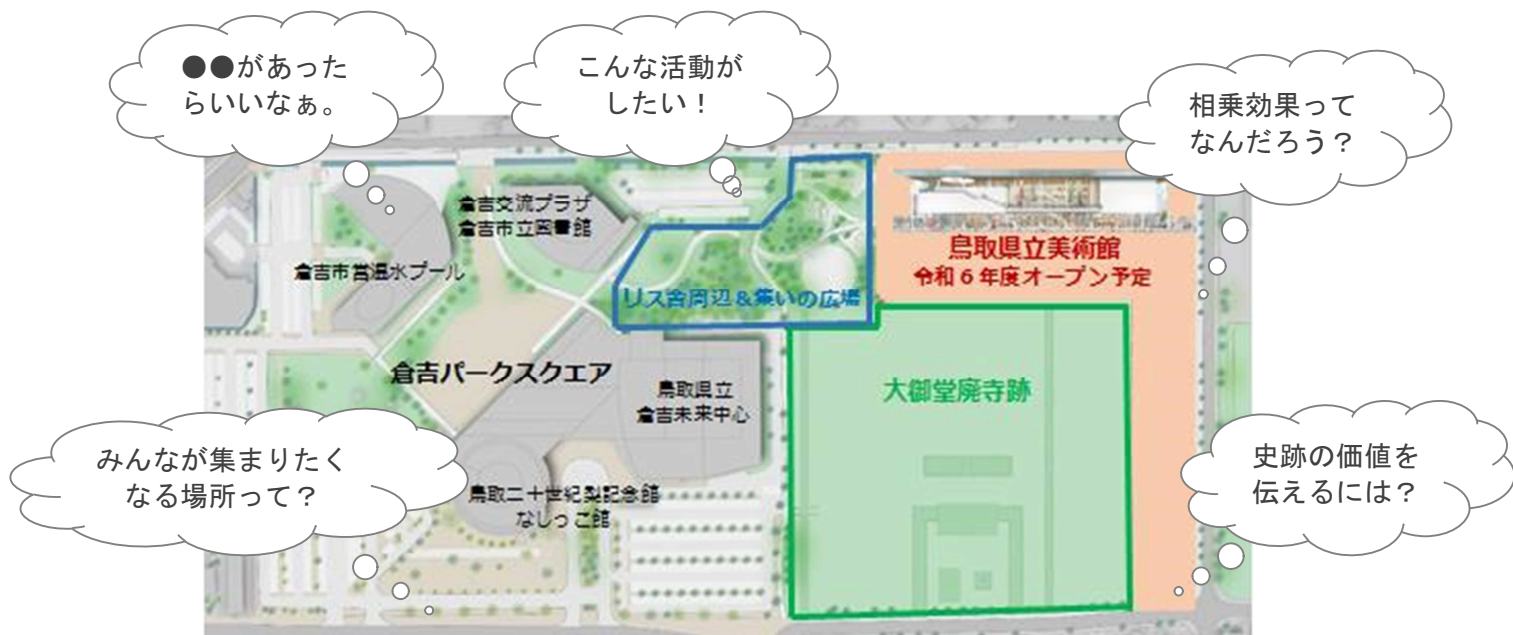 ●●があった
らいいなぁ。
こんな活動が
したい！
相乗効果って
なんだろう？
倉吉交流プラザ
倉吉市立図書館
倉吉市営温水プール
鳥取県立美術館
令和６年度オープン予定
リス舎周辺＆集いの広場
倉吉パークスクエア
鳥取県立
倉吉未来中心
大御堂廃寺跡
みんなが集まりたく
なる場所って？
鳥取二十世紀梨記念館
なしっこ館
史跡の価値を
伝えるには？